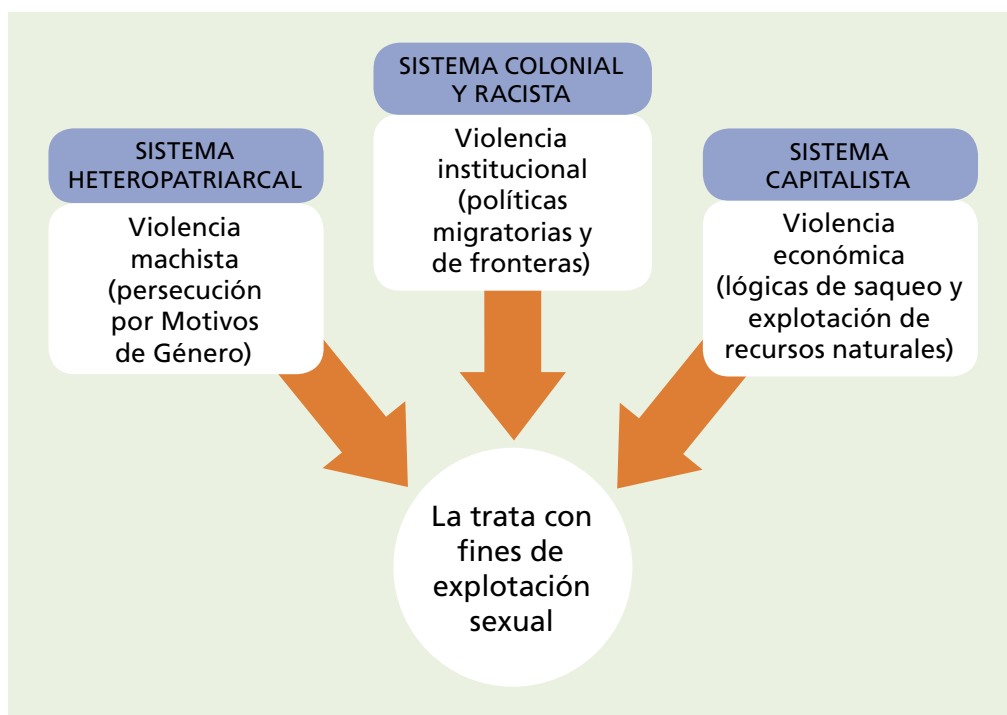 SISTEMA
HETEROPATRIARCAL
Violencia
machista
(persecución
por Motivos
de Género)
SISTEMA COLONIAL
Y RACISTA
Violencia
institucional
(políticas
migratorias y
de fronteras)
SISTEMA
CAPITALISTA
Violencia
económica
(lógicas de saqueo y
explotación de
recursos naturales)
La trata con
fines de
explotación
sexual